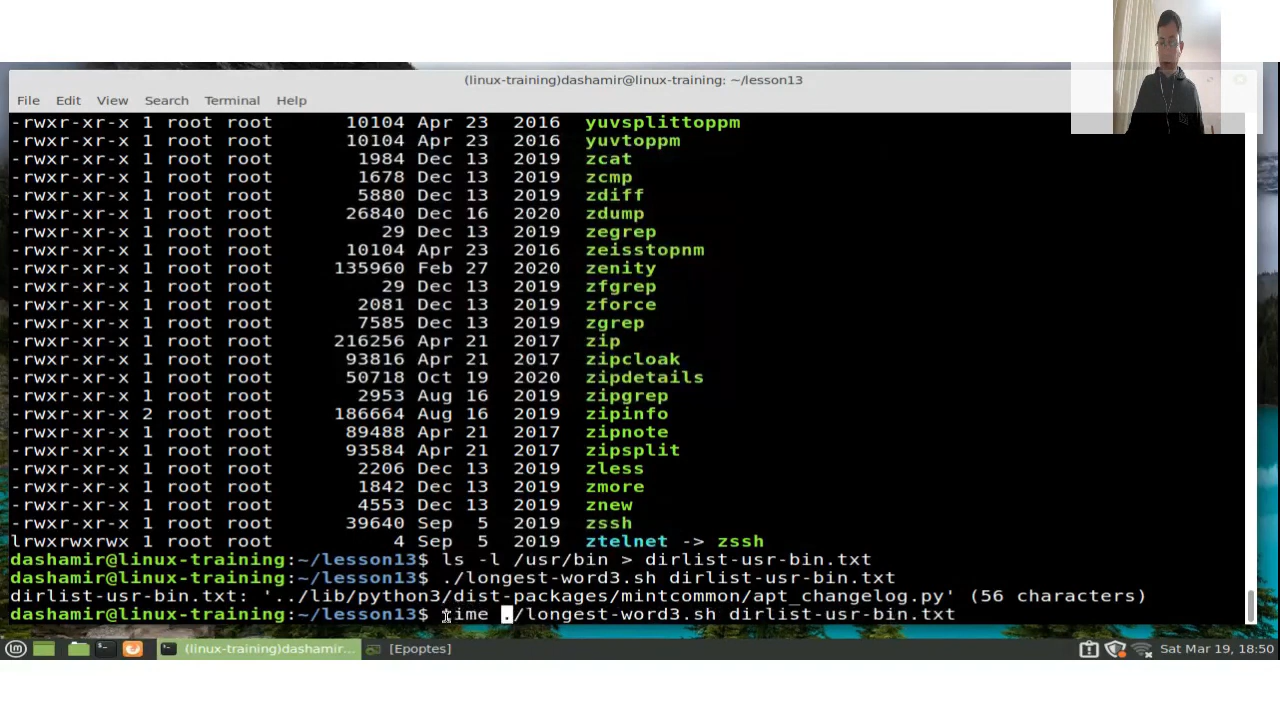 (linux-training)dashamir@linux-training: ~/lesson13
File Edit View Search Terminal Help
-rwxr-xr-x 1 root root 10104 Apr 23 2016 yuvsplittoppm
-rwxr-xr-x 1 root root 10104 Apr 23 2016 yuvtoppm
-rwxr-xr-x 1 root root 1984 Dec 13 2019 zcat
-rwxr-xr-x 1 root root 1678 Dec 13 2019 zcmp
-rwxr-xr-x 1 root root 5880 Dec 13 2019 zdiff
-rwxr-xr-x 1 root root 26840 Dec 16 2020 zdump
-rwxr-xr-x 1 root root 29 Dec 13 2019 zegrep
-rwxr-xr-x 1 root root 10104 Apr 23 2016 zeisstopnm
-rwxr-xr-x 1 root root 135960 Feb 27 2020 zenity
-rwxr-xr-x 1 root root 29 Dec 13 2019 zfgrep
-rwxr-xr-x 1 root root 2081 Dec 13 2019 zforce
-rwxr-xr-x 1 root root 7585 Dec 13 2019 zgrep
-rwxr-xr-x 1 root root 216256 Apr 21 2017 zip
-rwxr-xr-x 1 root root 93816 Apr 21 2017 zipcloak
-rwxr-xr-x 1 root root 50718 Oct 19 2020 zipdetails
-rwxr-xr-x 1 root root 2953 Aug 16 2019 zipgrep
-rwxr-xr-x 2 root root 186664 Aug 16 2019 zipinfo
-rwxr-xr-x 1 root root 89488 Apr 21 2017 zipnote
-rwxr-xr-x 1 root root 93584 Apr 21 2017 zipsplit
-rwxr-xr-x 1 root root 2206 Dec 13 2019 zless
-rwxr-xr-x 1 root root 1842 Dec 13 2019 zmore
-rwxr-xr-x 1 root root 4553 Dec 13 2019 znew
-rwxr-xr-x 1 root root 39640 Sep 5 2019 zssh
lrwxrwxrwx 1 root root 4 Sep 5 2019 ztelnet -> zssh
dashamir@linux-training:~/lesson13$ ls -l /usr/bin > dirlist-usr-bin.txt
dashamir@linux-training:~/lesson13$ ./longest-word3.sh dirlist-usr-bin.txt
dirlist-usr-bin.txt: '../lib/python3/dist-packages/mintcommon/apt_changelog.py' (56 characters)
dashamir@linux-training:~/lesson13$ time ./longest-word3.sh dirlist-usr-bin.txt
(linux-training)dashamir... [Epoptes] Sat Mar 19, 18:50